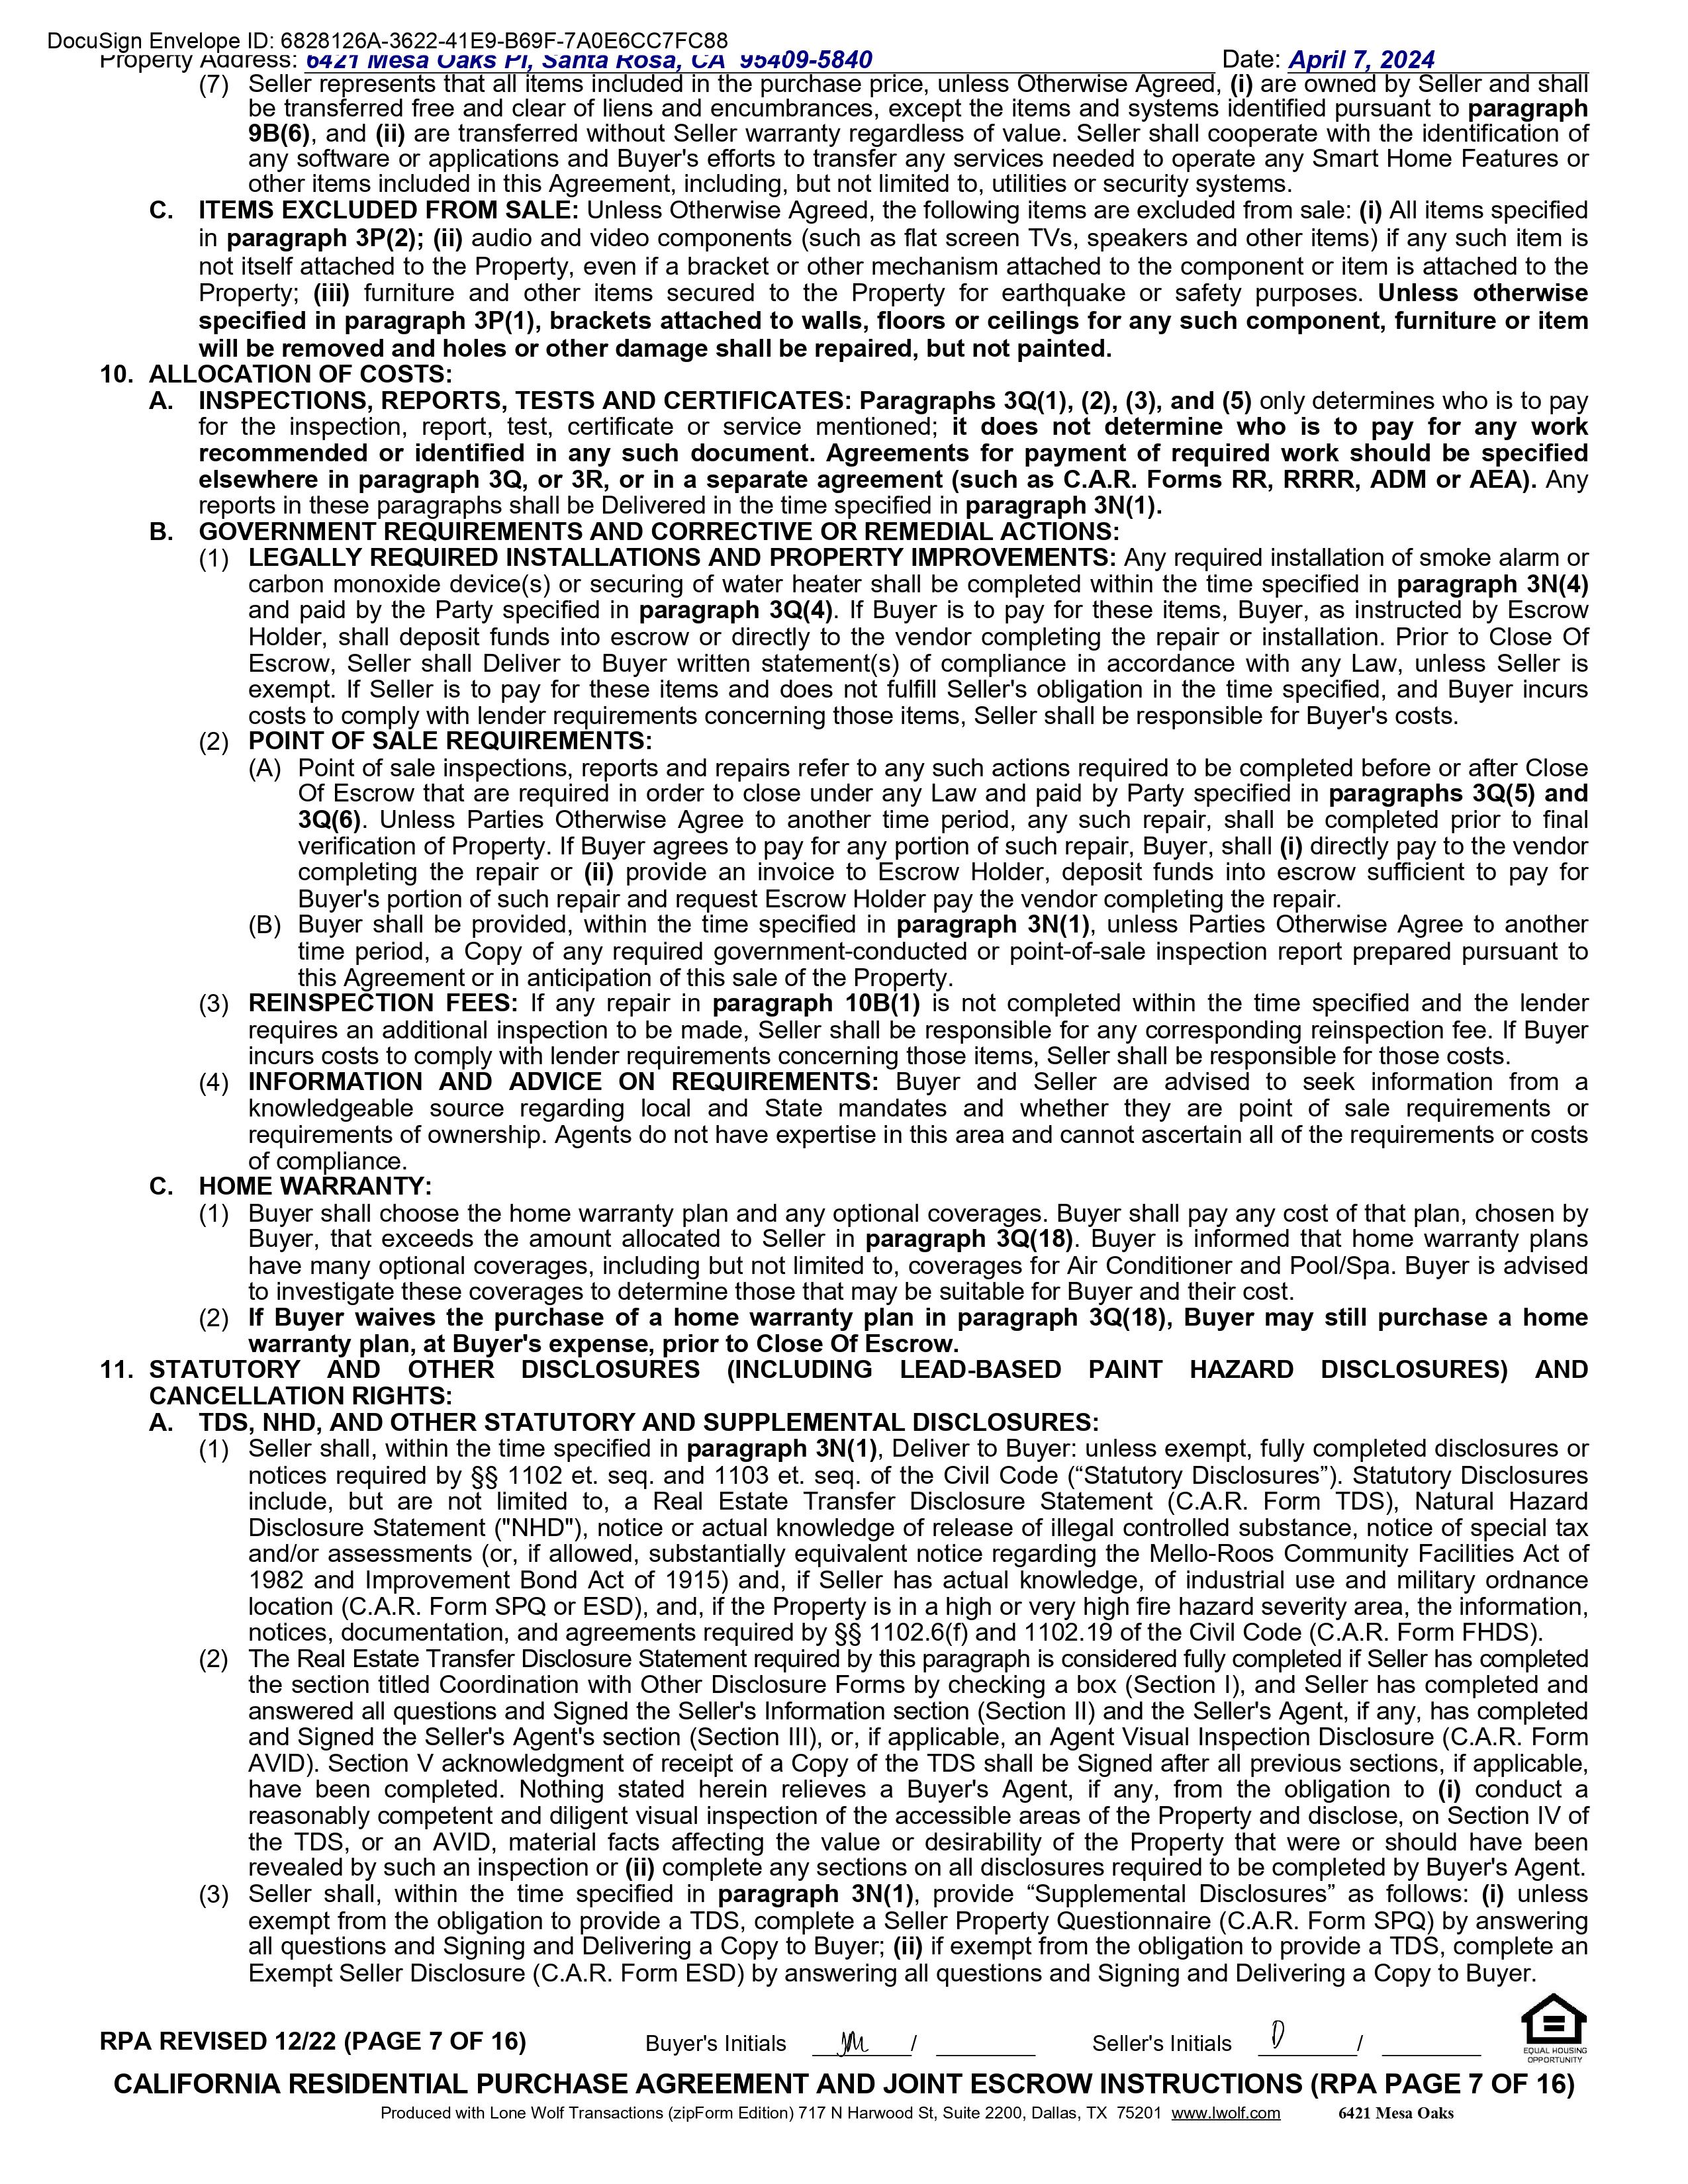 DocuSign Envelope ID: 6828126A-3622-41E9-B69F-7A0E6CC7FC88
Property Address: 6421 Mesa Oaks Pl, Santa Rosa, CA 95409-5840 Date: April 7, 2024
(7) Seller represents that all items included in the purchase price, unless Otherwise Agreed, (i) are owned by Seller and shall
be transferred free and clear of liens and encumbrances, except the items and systems identified pursuant to paragraph
9B(6), and (ii) are transferred without Seller warranty regardless of value. Seller shall cooperate with the identification of
any software or applications and Buyer's efforts to transfer any services needed to operate any Smart Home Features or
other items included in this Agreement, including, but not limited to, utilities or security systems.
C. ITEMS EXCLUDED FROM SALE: Unless Otherwise Agreed, the following items are excluded from sale: (i) All items specified
in paragraph 3P(2); (ii) audio and video components (such as flat screen TVs, speakers and other items) if any such item is
not itself attached to the Property, even if a bracket or other mechanism attached to the component or item is attached to the
Property; (iii) furniture and other items secured to the Property for earthquake or safety purposes. Unless otherwise
specified in paragraph 3P(1), brackets attached to walls, floors or ceilings for any such component, furniture or item
will be removed and holes or other damage shall be repaired, but not painted.
10. ALLOCATION OF COSTS:
A. INSPECTIONS, REPORTS, TESTS AND CERTIFICATES: Paragraphs 3Q(1), (2), (3), and (5) only determines who is to pay
for the inspection, report, test, certificate or service mentioned; it does not determine who is to pay for any work
recommended or identified in any such document. Agreements for payment of required work should be specified
elsewhere in paragraph 3Q, or 3R, or in a separate agreement (such as C.A.R. Forms RR, RRRR, ADM or AEA). Any
reports in these paragraphs shall be Delivered in the time specified in paragraph 3N(1).
B. GOVERNMENT REQUIREMENTS AND CORRECTIVE OR REMEDIAL ACTIONS:
(1) LEGALLY REQUIRED INSTALLATIONS AND PROPERTY IMPROVEMENTS: Any required installation of smoke alarm or
carbon monoxide device(s) or securing of water heater shall be completed within the time specified in paragraph 3N(4)
and paid by the Party specified in paragraph 3Q(4). If Buyer is to pay for these items, Buyer, as instructed by Escrow
Holder, shall deposit funds into escrow or directly to the vendor completing the repair or installation. Prior to Close Of
Escrow, Seller shall Deliver to Buyer written statement(s) of compliance in accordance with any Law, unless Seller is
exempt. If Seller is to pay for these items and does not fulfill Seller's obligation in the time specified, and Buyer incurs
costs to comply with lender requirements concerning those items, Seller shall be responsible for Buyer's costs.
(2) POINT OF SALE REQUIREMENTS:
(A) Point of sale inspections, reports and repairs refer to any such actions required to be completed before or after Close
Of Escrow that are required in order to close under any Law and paid by Party specified in paragraphs 3Q(5) and
3Q(6). Unless Parties Otherwise Agree to another time period, any such repair, shall be completed prior to final
verification of Property. If Buyer agrees to pay for any portion of such repair, Buyer, shall (i) directly pay to the vendor
completing the repair or (ii) provide an invoice to Escrow Holder, deposit funds into escrow sufficient to pay for
Buyer's portion of such repair and request Escrow Holder pay the vendor completing the repair.
(B) Buyer shall be provided, within the time specified in paragraph 3N(1), unless Parties Otherwise Agree to another
time period, a Copy of any required government-conducted or point-of-sale inspection report prepared pursuant to
this Agreement or in anticipation of this sale of the Property.
(3) REINSPECTION FEES: If any repair in paragraph 10B(1) is not completed within the time specified and the lender
requires an additional inspection to be made, Seller shall be responsible for any corresponding reinspection fee. If Buyer
incurs costs to comply with lender requirements concerning those items, Seller shall be responsible for those costs.
(4) INFORMATION AND ADVICE ON REQUIREMENTS: Buyer and Seller are advised to seek information from a
knowledgeable source regarding local and State mandates and whether they are point of sale requirements or
requirements of ownership. Agents do not have expertise in this area and cannot ascertain all of the requirements or costs
of compliance.
C. HOME WARRANTY:
(1) Buyer shall choose the home warranty plan and any optional coverages. Buyer shall pay any cost of that plan, chosen by
Buyer, that exceeds the amount allocated to Seller in paragraph 3Q(18). Buyer is informed that home warranty plans
have many optional coverages, including but not limited to, coverages for Air Conditioner and Pool/Spa. Buyer is advised
to investigate these coverages to determine those that may be suitable for Buyer and their cost.
(2) If Buyer waives the purchase of a home warranty plan in paragraph 3Q(18), Buyer may still purchase a home
warranty plan, at Buyer's expense, prior to Close Of Escrow.
11. STATUTORY AND OTHER DISCLOSURES (INCLUDING LEAD-BASED PAINT HAZARD DISCLOSURES) AND
CANCELLATION RIGHTS:
A. TDS, NHD, AND OTHER STATUTORY AND SUPPLEMENTAL DISCLOSURES:
(1) Seller shall, within the time specified in paragraph 3N(1), Deliver to Buyer: unless exempt, fully completed disclosures or
notices required by §§ 1102 et. seq. and 1103 et. seq. of the Civil Code (“Statutory Disclosures”). Statutory Disclosures
include, but are not limited to, a Real Estate Transfer Disclosure Statement (C.A.R. Form TDS), Natural Hazard
Disclosure Statement ("NHD"), notice or actual knowledge of release of illegal controlled substance, notice of special tax
and/or assessments (or, if allowed, substantially equivalent notice regarding the Mello-Roos Community Facilities Act of
1982 and Improvement Bond Act of 1915) and, if Seller has actual knowledge, of industrial use and military ordnance
location (C.A.R. Form SPQ or ESD), and, if the Property is in a high or very high fire hazard severity area, the information,
notices, documentation, and agreements required by §§ 1102.6(f) and 1102.19 of the Civil Code (C.A.R. Form FHDS).
(2) The Real Estate Transfer Disclosure Statement required by this paragraph is considered fully completed if Seller has completed
the section titled Coordination with Other Disclosure Forms by checking a box (Section I), and Seller has completed and
answered all questions and Signed the Seller's Information section (Section II) and the Seller's Agent, if any, has completed
and Signed the Seller's Agent's section (Section III), or, if applicable, an Agent Visual Inspection Disclosure (C.A.R. Form
AVID). Section V acknowledgment of receipt of a Copy of the TDS shall be Signed after all previous sections, if applicable,
have been completed. Nothing stated herein relieves a Buyer's Agent, if any, from the obligation to (i) conduct a
reasonably competent and diligent visual inspection of the accessible areas of the Property and disclose, on Section IV of
the TDS, or an AVID, material facts affecting the value or desirability of the Property that were or should have been
revealed by such an inspection or (ii) complete any sections on all disclosures required to be completed by Buyer's Agent.
(3) Seller shall, within the time specified in paragraph 3N(1), provide “Supplemental Disclosures” as follows: (i) unless
exempt from the obligation to provide a TDS, complete a Seller Property Questionnaire (C.A.R. Form SPQ) by answering
all questions and Signing and Delivering a Copy to Buyer; (ii) if exempt from the obligation to provide a TDS, complete an
Exempt Seller Disclosure (C.A.R. Form ESD) by answering all questions and Signing and Delivering a Copy to Buyer.
RPA REVISED 12/22 (PAGE 7 OF 16) Buyer's Initials / Seller's Initials D /
EQUAL HOUSING
OPPORTUNITY
CALIFORNIA RESIDENTIAL PURCHASE AGREEMENT AND JOINT ESCROW INSTRUCTIONS (RPA PAGE 7 OF 16)
Produced with Lone Wolf Transactions (zipForm Edition) 717 N Harwood St, Suite 2200, Dallas, TX 75201 www.lwolf.com 6421 Mesa Oaks